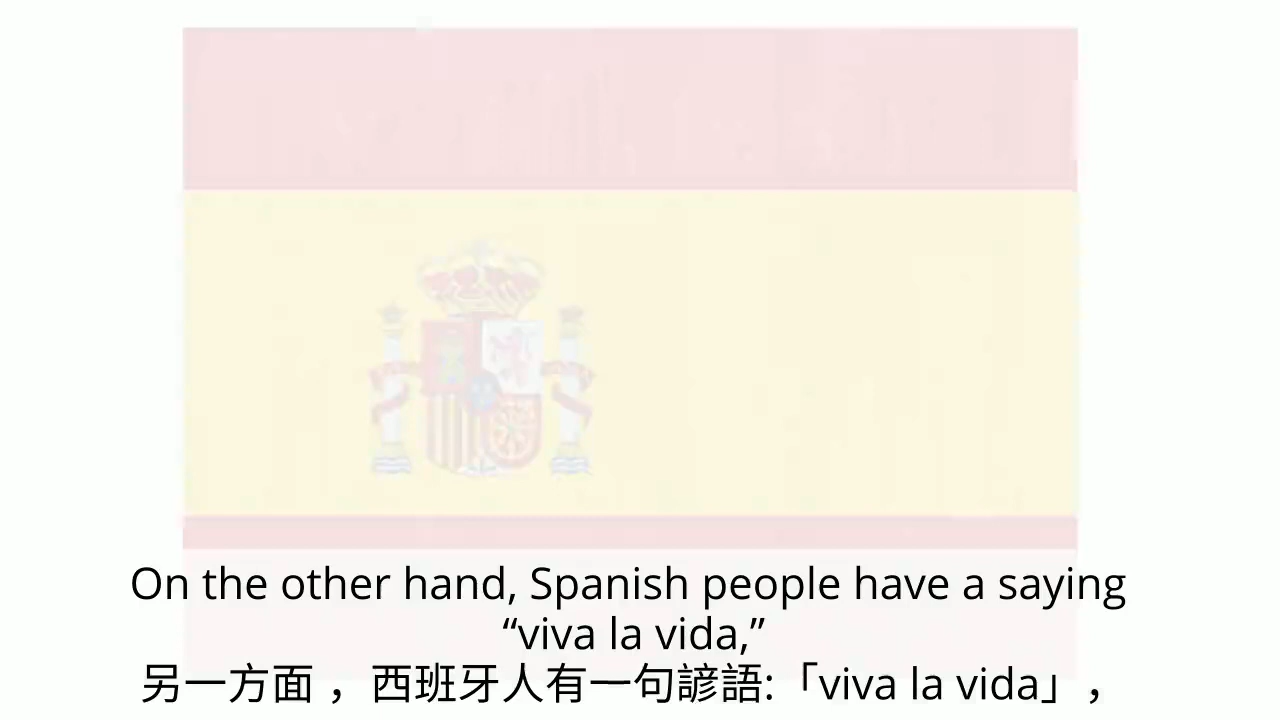 On the other hand, Spanish people have a saying
“viva la vida,”
另一方面 ，西班牙人有一句諺語:「viva la vida」，